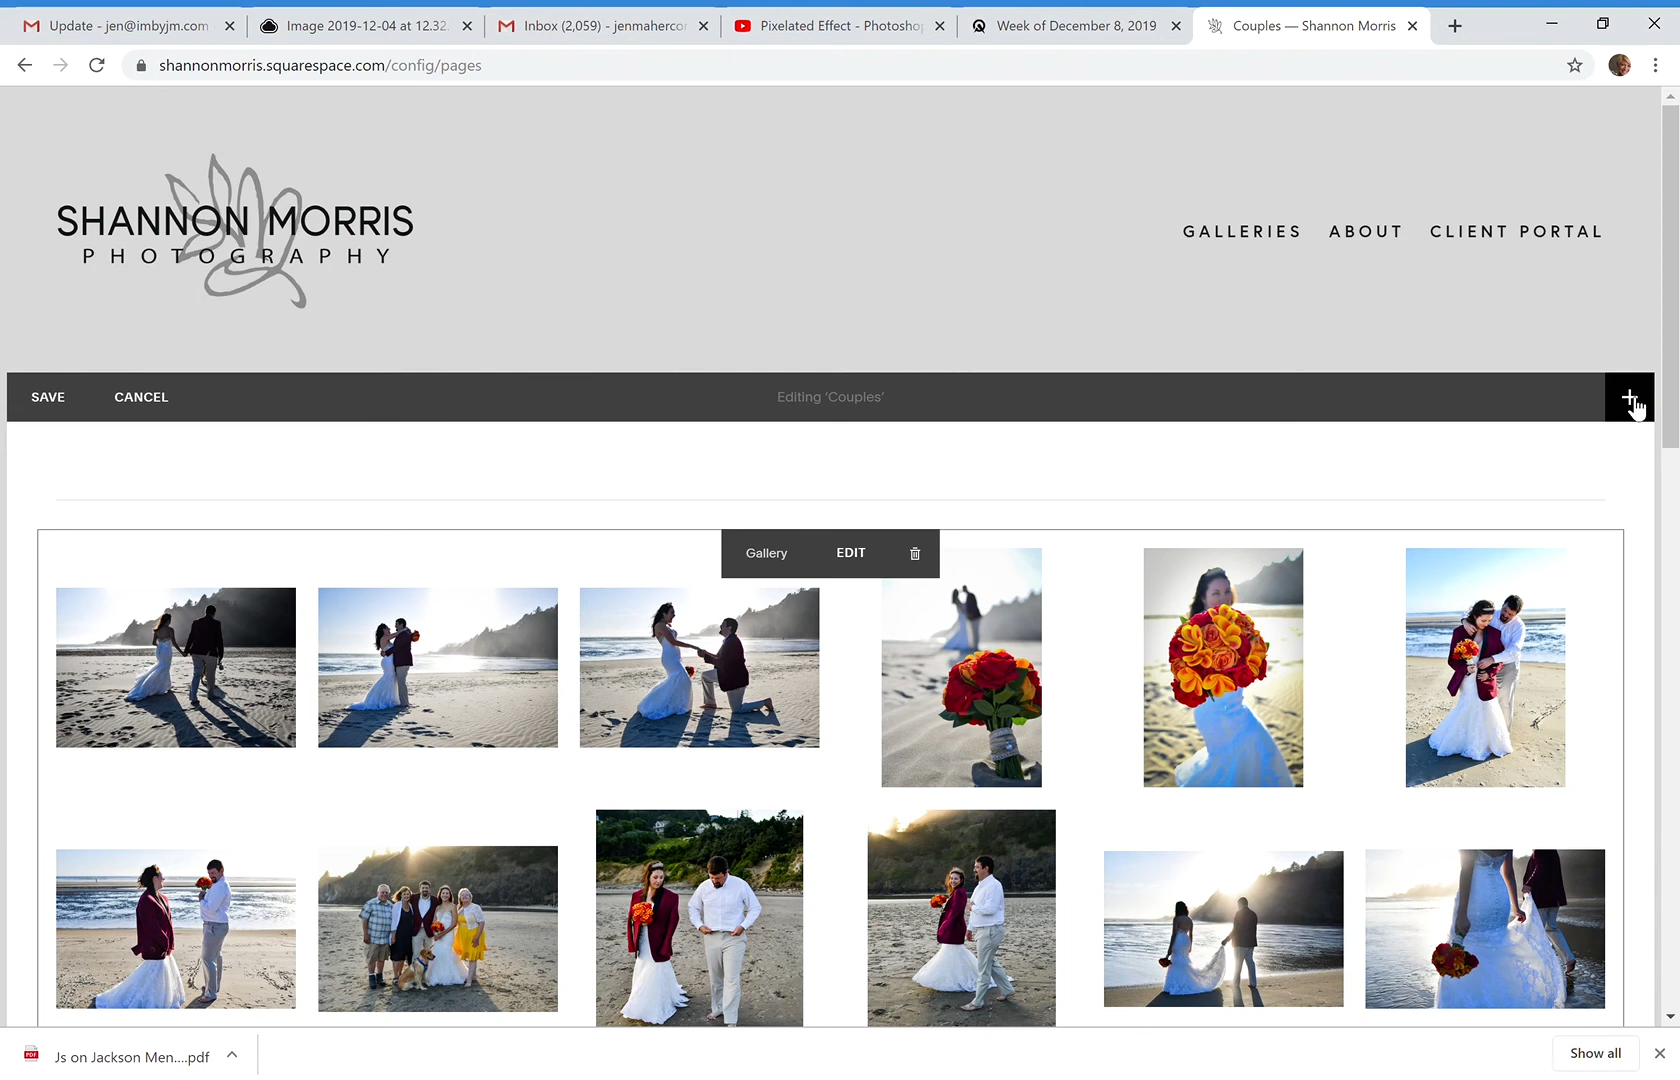 Update - jen@imbyjm.com
Image 2019-12-04 at 12.32.
Inbox (2,059) - jenmahercor
Pixelated Effect - Photoshop
Week of December 8, 2019
Couples — Shannon Morris
shannonmorris.squarespace.com/config/pages
SHANNON MORRIS
PHOTOGRAPHY
GALLERIES ABOUT CLIENT PORTAL
SAVE CANCEL Editing ‘Couples’
Gallery EDIT
PDF
Js on Jackson Men....pdf
Show all